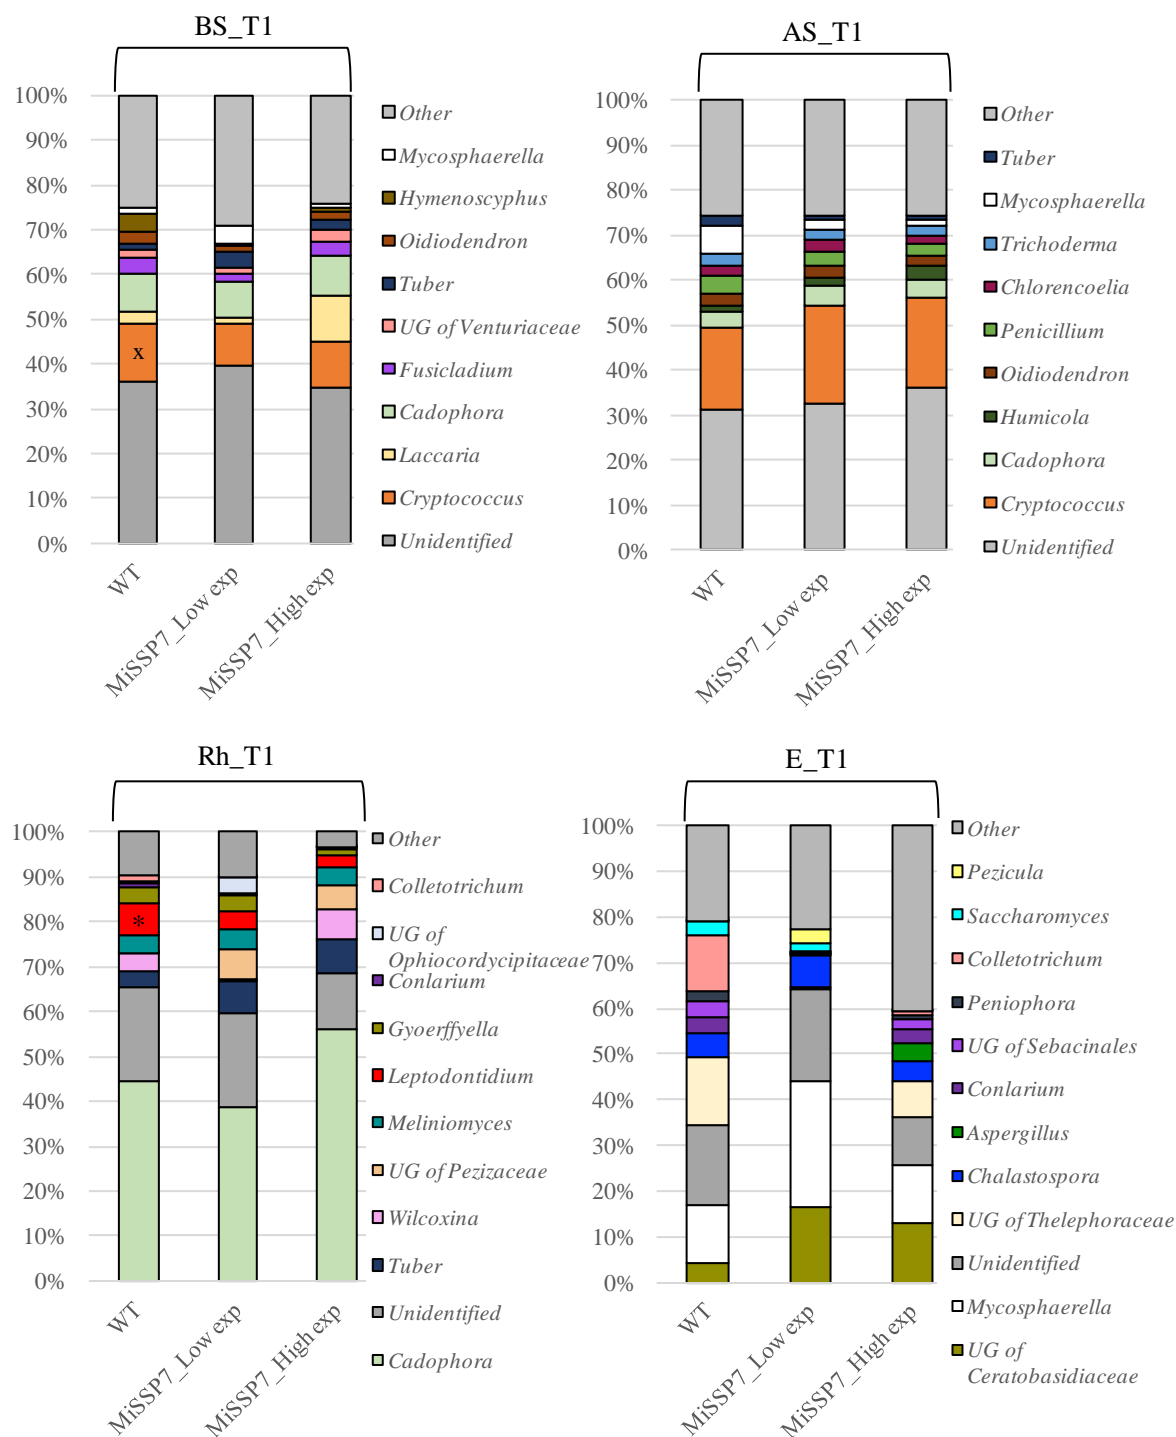 BS_T1
100%
90%
80%
70%
60%
50%
40%
30%
20%
10%
0%
x
WT
MiSSP7_Low exp
MiSSP7_High exp
Other
Mycosphaerella
Hymenoscyphus
Oidiodendron
Tuber
UG of Venturiaceae
Fusicladium
Cadophora
Laccaria
Cryptococcus
Unidentified
AS_T1
100%
90%
80%
70%
60%
50%
40%
30%
20%
10%
0%
WT
MiSSP7_Low exp
MiSSP7_High exp
Other
Tuber
Mycosphaerella
Trichoderma
Chlorencoelia
Penicillium
Oidiodendron
Humicola
Cadophora
Cryptococcus
Unidentified
Rh_T1
100%
90%
80%
70%
60%
50%
40%
30%
20%
10%
0%
*
WT
MiSSP7_Low exp
MiSSP7_High exp
Other
Colletotrichum
UG of
Ophiocordycipitaceae
Conlarium
Gyoerffyella
Leptodontidium
Meliniomyces
UG of Pezizaceae
Wilcoxina
Tuber
Unidentified
Cadophora
E_T1
100%
90%
80%
70%
60%
50%
40%
30%
20%
10%
0%
WT
MiSSP7_Low exp
MiSSP7_High exp
Other
Pezicula
Saccharomyces
Colletotrichum
Peniophora
UG of Sebacinales
Conlarium
Aspergillus
Chalastospora
UG of Thelephoraceae
Unidentified
Mycosphaerella
UG of
Ceratobasidiaceae